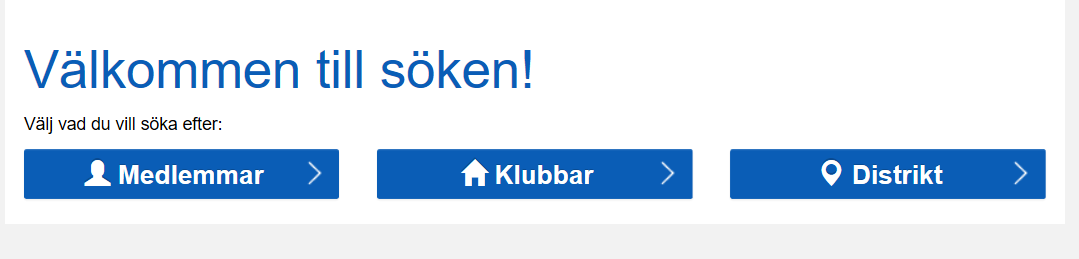 Välkommen till söken!
Välj vad du vill söka efter:
Medlemmar
Klubbar
Distrikt